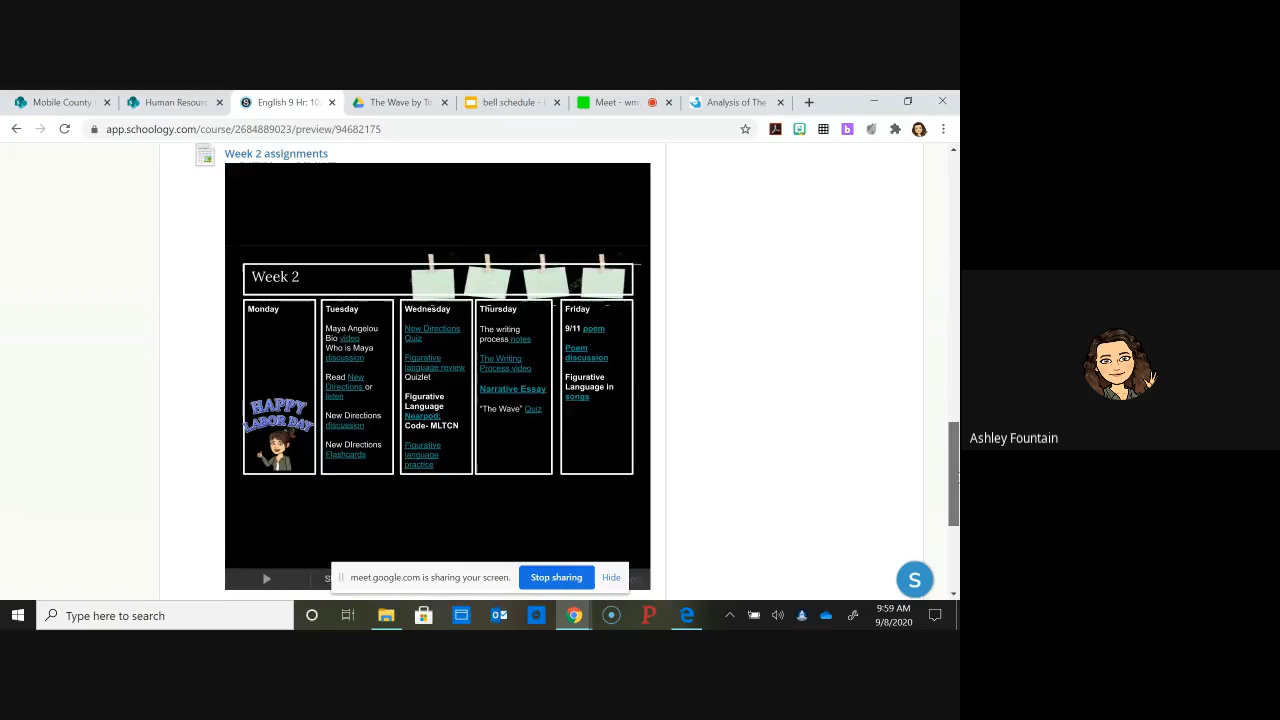 Mobile County
Human Resourc
English 9 Hr: 10
The Wave by To
bell schedule -
Meet - wm
Analysis of The
app.schoology.com/course/2684889023/preview/94682175
Week 2 assignments
Week 2
Monday
HAPPY
LABOR DAY
Tuesday
Maya Angelou
Bio video
Who is Maya
discussion
Read New
Directions or
listen
New Directions
discussion
New DIrections
Flashcards
Wednesday
New Directions
Quiz
Figurative
language review
Quizlet
Figurative
Language
Nearpod:
Code- MLTCN
Figurative
language
practice
Thursday
The writing
process notes
The Writing
Process video
Narrative Essay
"The Wave" Quiz
Friday
9/11 poem
Poem
discussion
Figurative
Language in
songs
meet.google.com is sharing your screen.
Stop sharing
Hide
S
Type here to search
9:59 AM
9/8/2020
Ashley Fountain